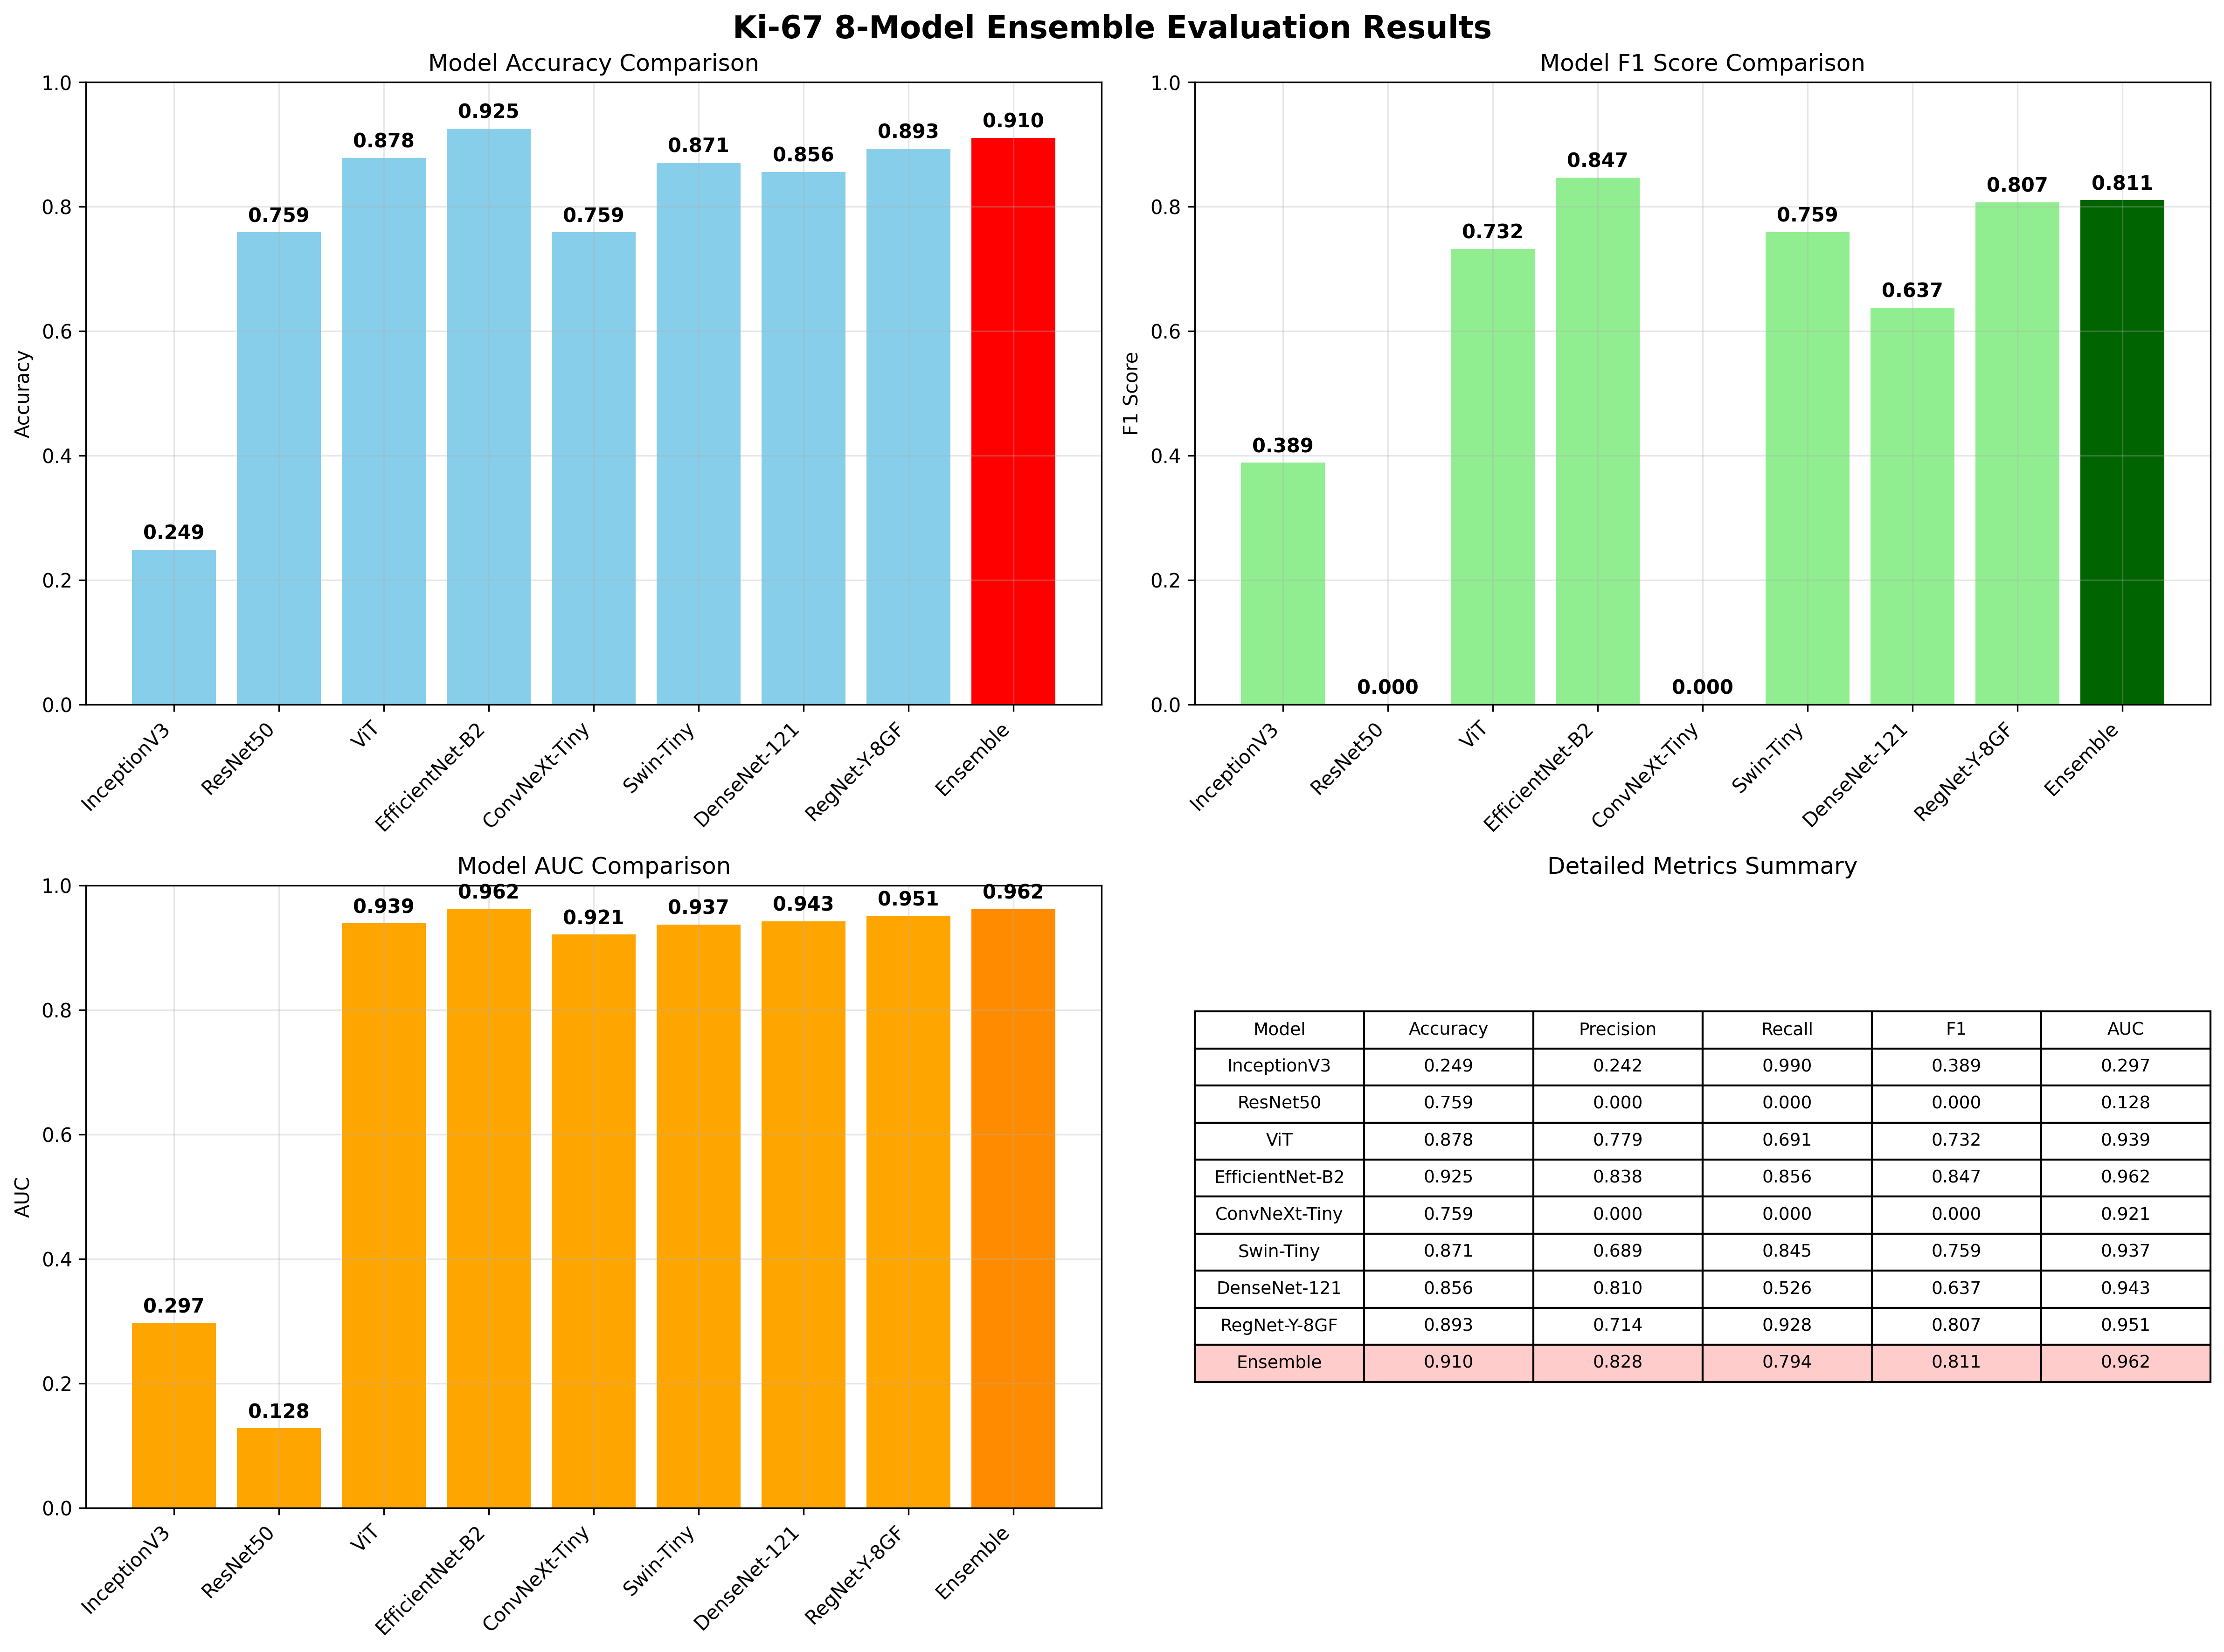 Ki-67 8-Model Ensemble Evaluation Results
Model Accuracy Comparison
Accuracy
1.0
0.8
0.6
0.4
0.2
0.0
0.249
0.759
0.878
0.925
0.759
0.871
0.856
0.893
0.910
InceptionV3
ResNet50
ViT
EfficientNet-B2
ConvNeXt-Tiny
Swin-Tiny
DenseNet-121
RegNet-Y-8GF
Ensemble
Model F1 Score Comparison
F1 Score
1.0
0.8
0.6
0.4
0.2
0.0
0.389
0.000
0.732
0.847
0.000
0.759
0.637
0.807
0.811
InceptionV3
ResNet50
ViT
EfficientNet-B2
ConvNeXt-Tiny
Swin-Tiny
DenseNet-121
RegNet-Y-8GF
Ensemble
Model AUC Comparison
AUC
1.0
0.8
0.6
0.4
0.2
0.0
0.297
0.128
0.939
0.962
0.921
0.937
0.943
0.951
0.962
InceptionV3
ResNet50
ViT
EfficientNet-B2
ConvNeXt-Tiny
Swin-Tiny
DenseNet-121
RegNet-Y-8GF
Ensemble
Detailed Metrics Summary
Model Accuracy Precision Recall F1 AUC
InceptionV3 0.249 0.242 0.990 0.389 0.297
ResNet50 0.759 0.000 0.000 0.000 0.128
ViT 0.878 0.779 0.691 0.732 0.939
EfficientNet-B2 0.925 0.838 0.856 0.847 0.962
ConvNeXt-Tiny 0.759 0.000 0.000 0.000 0.921
Swin-Tiny 0.871 0.689 0.845 0.759 0.937
DenseNet-121 0.856 0.810 0.526 0.637 0.943
RegNet-Y-8GF 0.893 0.714 0.928 0.807 0.951
Ensemble 0.910 0.828 0.794 0.811 0.962